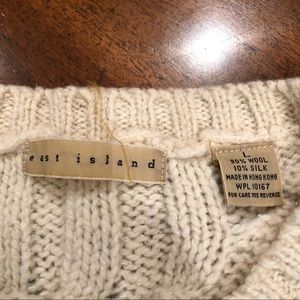 east island
L
90% WOOL
10% SILK
MADE IN HONG KONG
WPL 10167
FOR CARE SEE REVERSE